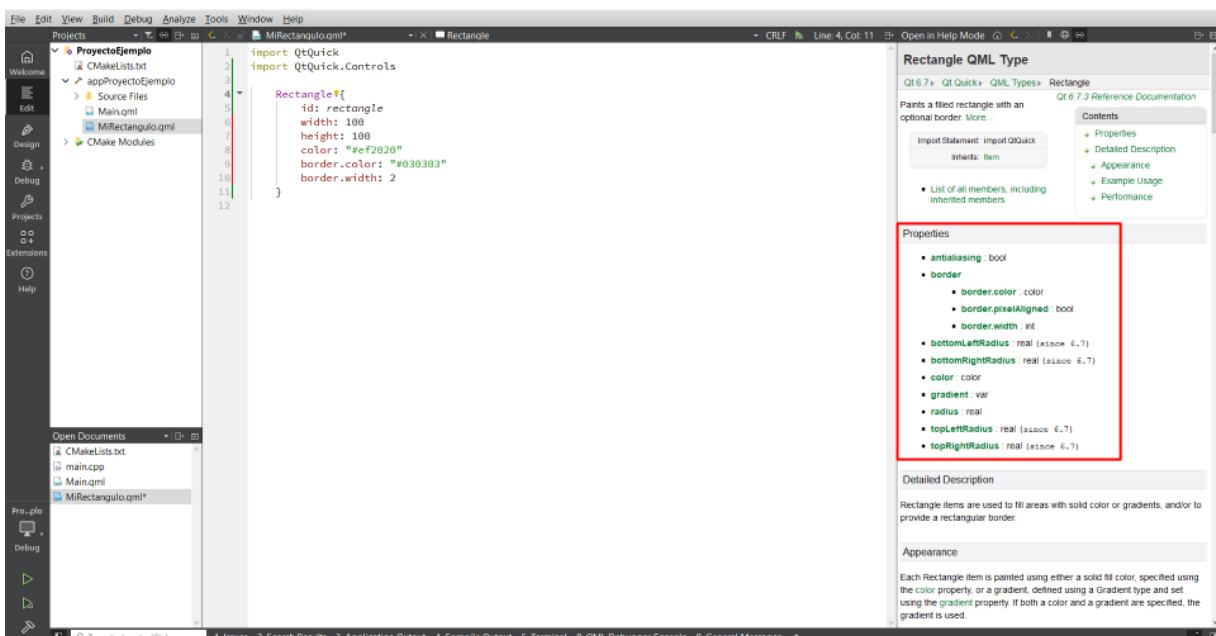 File Edit View Build Debug Analyze Tools Window Help
Projects
MiRectangulo.qml*
Rectangle
CRLF
Line: 4, Col: 11
Open in Help Mode
Welcome
Edit
Design
Debug
Projects
Extensions
Help
ProyectoEjemplo
CMakeLists.txt
appProyectoEjemplo
Source Files
Main.qml
MiRectangulo.qml
CMake Modules
Open Documents
CMakeLists.txt
main.cpp
Main.qml
MiRectangulo.qml*
Pro...plo
Debug
1 import QtQuick
2 import QtQuick.Controls
3
4 Rectangle{
5 id: rectangle
6 width: 100
7 height: 100
8 color: "#ef2020"
9 border.color: "#030303"
10 border.width: 2
11 }
12
Rectangle QML Type
Qt 6.7 Qt Quick QML Types Rectangle
Qt 6.7.3 Reference Documentation
Paints a filled rectangle with an
optional border. More...
Import Statement: import QtQuick
Inherits: Item
List of all members, including
inherited members
Contents
Properties
Detailed Description
Appearance
Example Usage
Performance
Properties
antialiasing : bool
border
border.color : color
border.pixelAligned : bool
border.width : int
bottomLeftRadius : real (since 6.7)
bottomRightRadius : real (since 6.7)
color : color
gradient : var
radius : real
topLeftRadius : real (since 6.7)
topRightRadius : real (since 6.7)
Detailed Description
Rectangle items are used to fill areas with solid color or gradients, and/or to
provide a rectangular border.
Appearance
Each Rectangle item is painted using either a solid fill color, specified using
the color property, or a gradient, defined using a Gradient type and set
using the gradient property. If both a color and a gradient are specified, the
gradient is used.